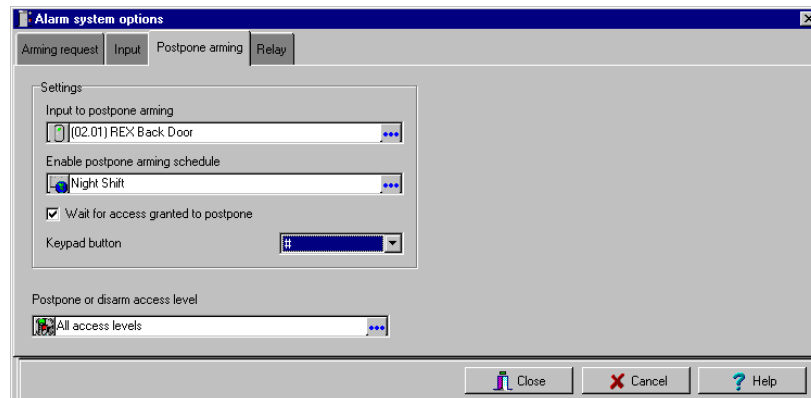 Alarm system options
Arming request Input Postpone arming Relay
Settings
Input to postpone arming
(02.01) REX Back Door
Enable postpone arming schedule
Night Shift
Wait for access granted to postpone
Keypad button #
Postpone or disarm access level
All access levels
Close Cancel ? Help